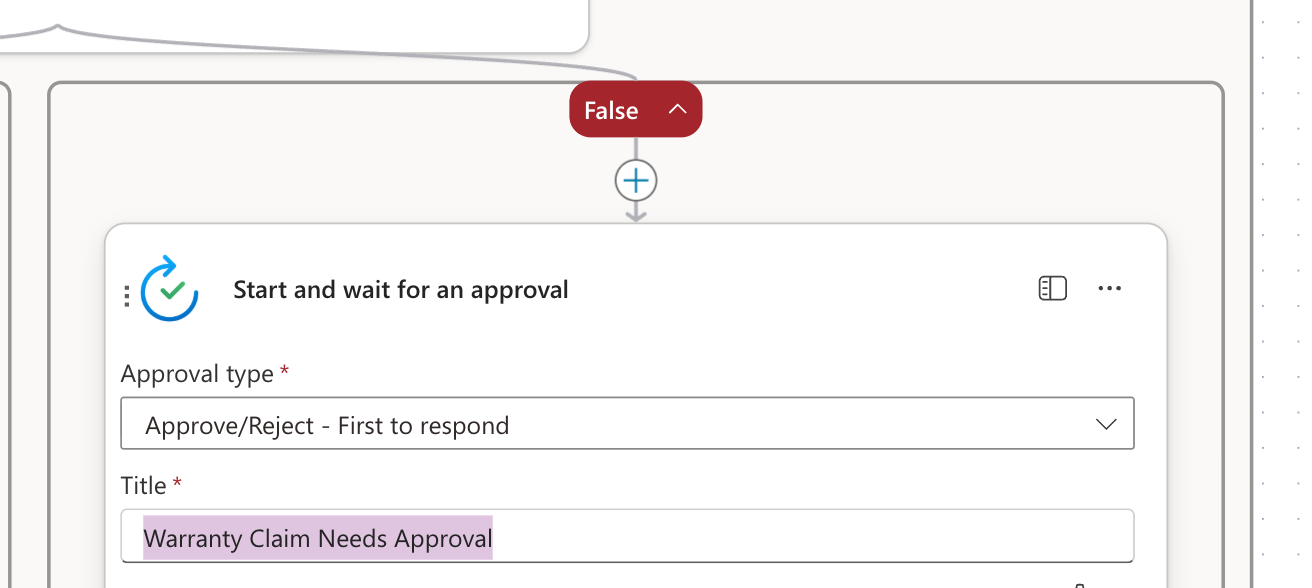 False
Start and wait for an approval
Approval type *
Approve/Reject - First to respond
Title *
Warranty Claim Needs Approval